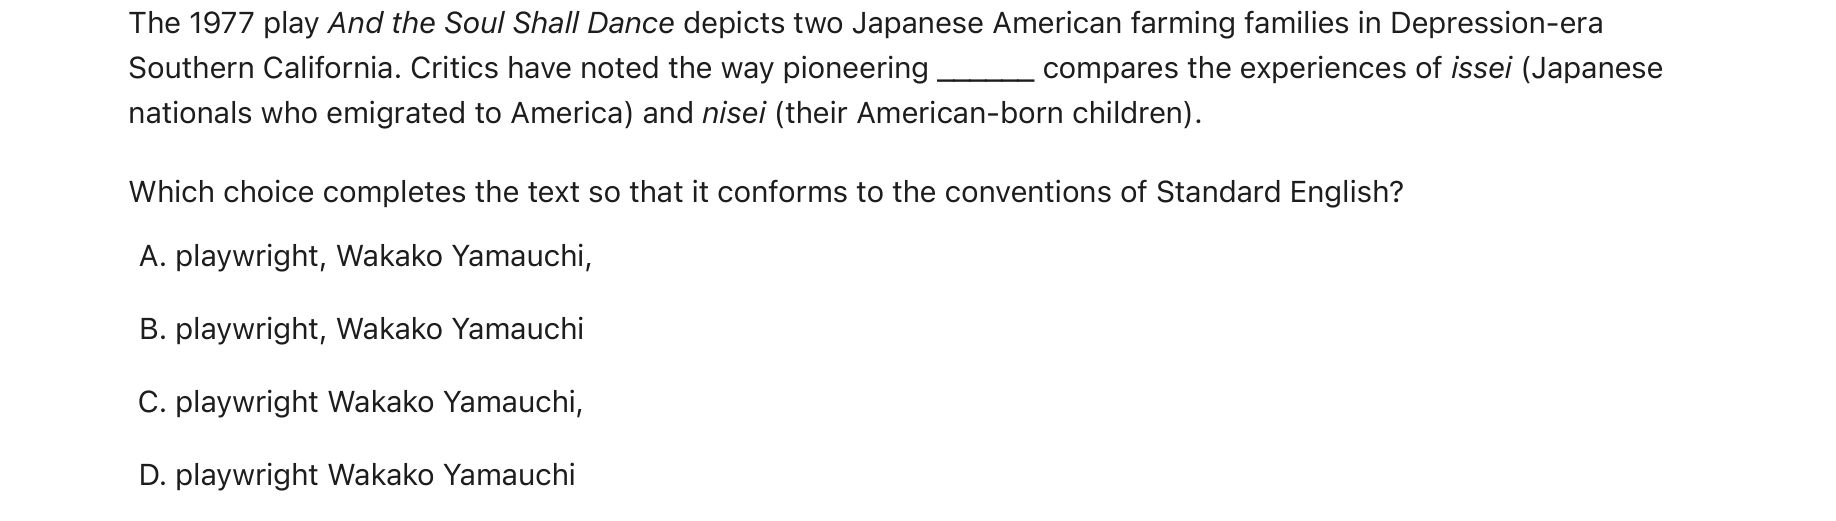 The 1977 play And the Soul Shall Dance depicts two Japanese American farming families in Depression-era
Southern California. Critics have noted the way pioneering ______ compares the experiences of issei (Japanese
nationals who emigrated to America) and nisei (their American-born children).
Which choice completes the text so that it conforms to the conventions of Standard English?
A. playwright, Wakako Yamauchi,
B. playwright, Wakako Yamauchi
C. playwright Wakako Yamauchi,
D. playwright Wakako Yamauchi